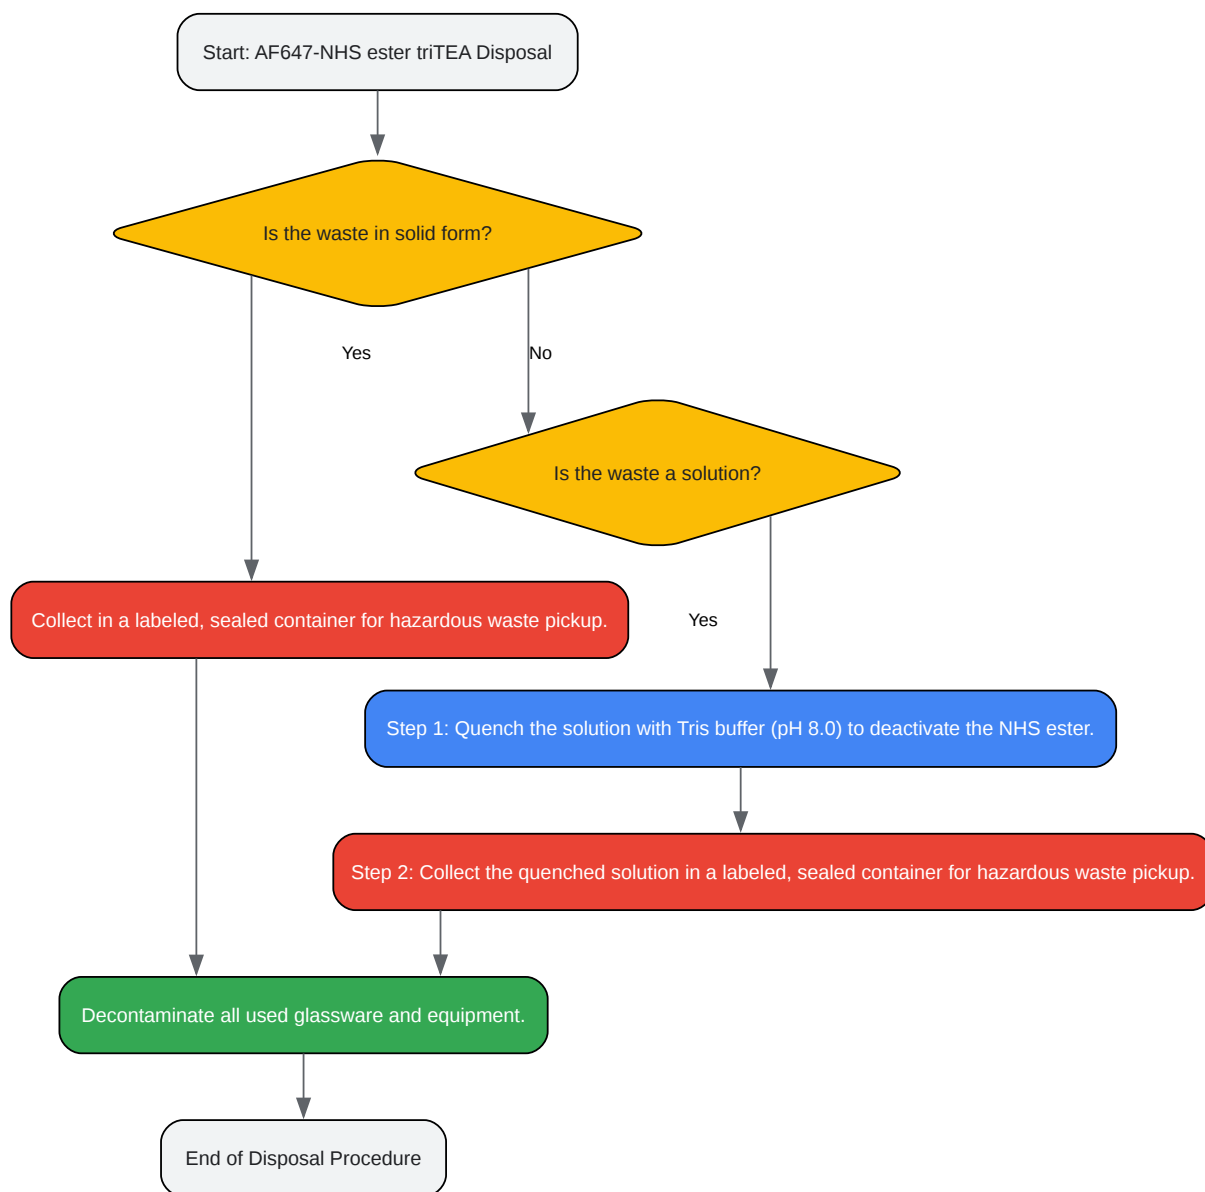 Start: AF647-NHS ester triTEA Disposal
Is the waste in solid form?
Yes
No
Is the waste a solution?
Collect in a labeled, sealed container for hazardous waste pickup.
Yes
Step 1: Quench the solution with Tris buffer (pH 8.0) to deactivate the NHS ester.
Step 2: Collect the quenched solution in a labeled, sealed container for hazardous waste pickup.
Decontaminate all used glassware and equipment.
End of Disposal Procedure